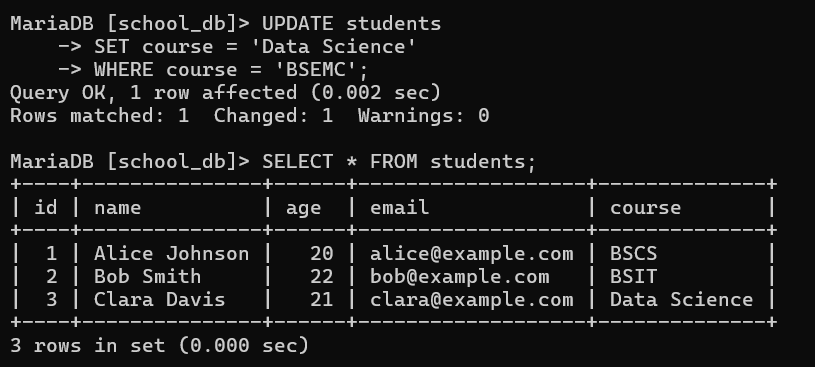 MariaDB [school_db]> UPDATE students
    -> SET course = 'Data Science'
    -> WHERE course = 'BSEMC';
Query OK, 1 row affected (0.002 sec)
Rows matched: 1  Changed: 1  Warnings: 0

MariaDB [school_db]> SELECT * FROM students;
+----+---------------+------+-------------------+--------------+
| id | name          | age  | email             | course       |
+----+---------------+------+-------------------+--------------+
|  1 | Alice Johnson |   20 | alice@example.com | BSCS         |
|  2 | Bob Smith     |   22 | bob@example.com   | BSIT         |
|  3 | Clara Davis   |   21 | clara@example.com | Data Science |
+----+---------------+------+-------------------+--------------+
3 rows in set (0.000 sec)